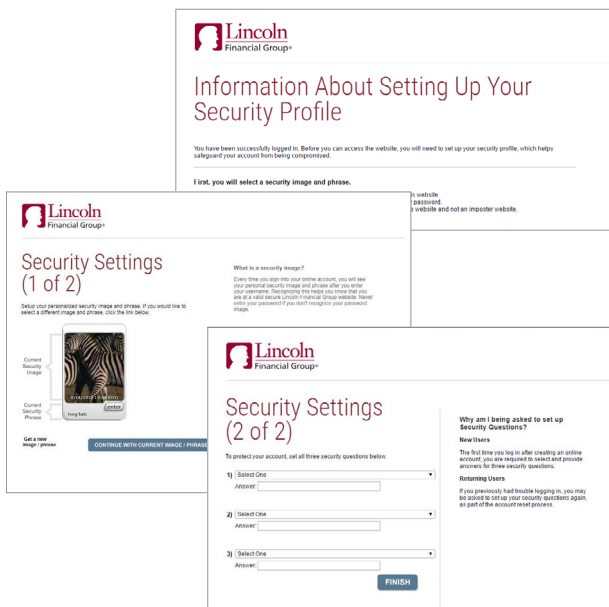 Lincoln
Financial Group®
Information About Setting Up Your
Security Profile
You have been successfully logged in. Before you can access the website, you will need to set up your security profile, which helps
safeguard your account from being compromised.
First, you will select a security image and phrase.
is website.
r password.
website and not an imposter website.
Lincoln
Financial Group®
Security Settings
(1 of 2)
Setup your personalized security image and phrase. If you would like to
select a different image and phrase, click the link below.
Current
Security
Image
Current
Security
Phrase
enter
frog hat
Get a new
image / phrase
CONTINUE WITH CURRENT IMAGE / PHRASE
What is a security image?
Every time you sign into your online account, you will see
your personal security image and phrase after you enter
your username. Recognizing this helps you know that you
are at a valid secure Lincoln Financial Group website. Never
enter your password if you don't recognize your password
image.
Lincoln
Financial Group®
Security Settings
(2 of 2)
To protect your account, set all three security questions below.
1) Select One
Answer:
2) Select One
Answer:
3) Select One
Answer:
FINISH
Why am I being asked to set up
Security Questions?
New Users
The first time you log in after creating an online
account, you are required to select and provide
answers for three security questions.
Returning Users
If you previously had trouble logging in, you may
be asked to set up your security questions again,
as part of the account reset process.